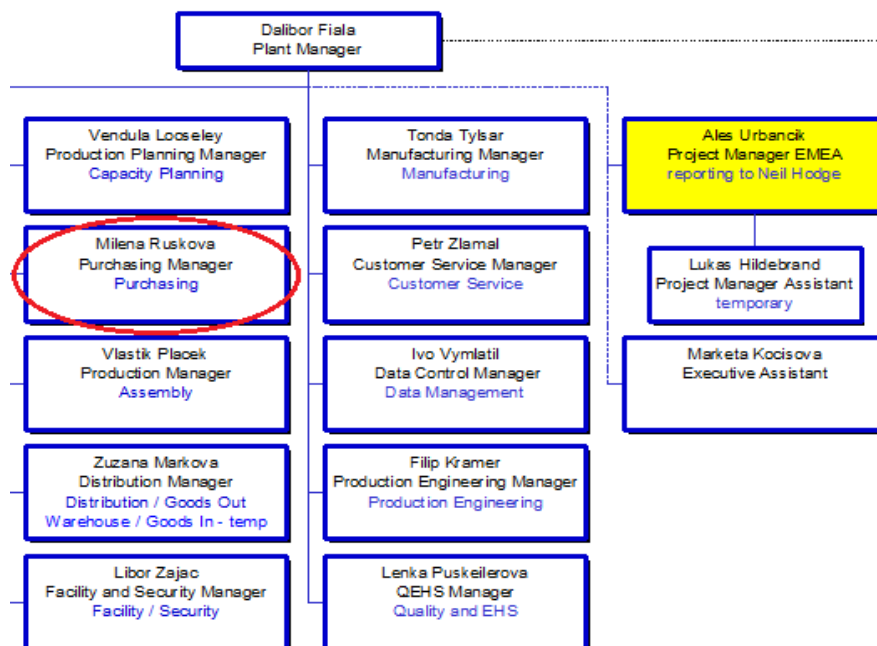 Dalibor Fiala
Plant Manager
Vendula Looseley
Production Planning Manager
Capacity Planning
Tonda Tylsar
Manufacturing Manager
Manufacturing
Ales Urbancik
Project Manager EMEA
reporting to Neil Hodge
Milena Ruskova
Purchasing Manager
Purchasing
Petr Zlamal
Customer Service Manager
Customer Service
Lukas Hildebrand
Project Manager Assistant
temporary
Vlastik Placek
Production Manager
Assembly
Ivo Vymlatil
Data Control Manager
Data Management
Marketa Kocisova
Executive Assistant
Zuzana Markova
Distribution Manager
Distribution / Goods Out
Warehouse / Goods In - temp
Filip Kramer
Production Engineering Manager
Production Engineering
Libor Zajac
Facility and Security Manager
Facility / Security
Lenka Puskeilerova
QEHS Manager
Quality and EHS